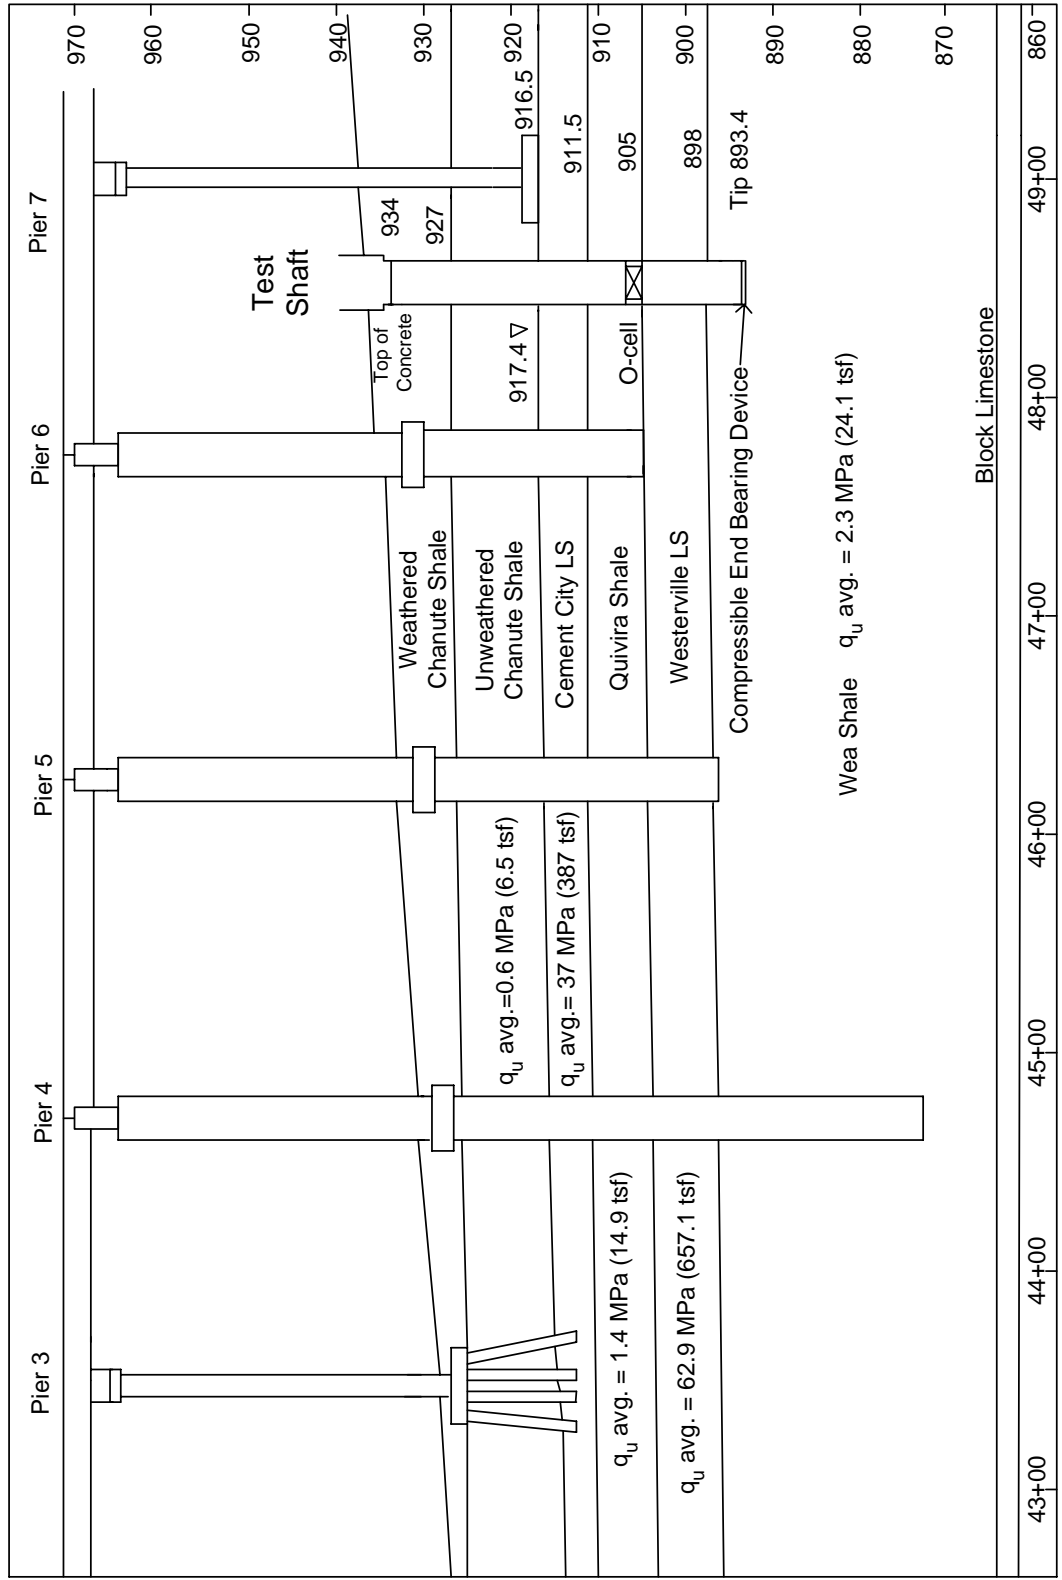 Pier 3
Pier 4
Pier 5
Pier 6
Pier 7
970
960
950
940
930
920
910
900
890
880
870
860
Test
Shaft
Top of
Concrete
934
927
917.4
916.5
911.5
O-cell
905
898
Tip 893.4
Weathered
Chanute Shale
Unweathered
Chanute Shale
Cement City LS
Quivira Shale
Westerville LS
Compressible End Bearing Device
qu avg.=0.6 MPa (6.5 tsf)
qu avg.= 37 MPa (387 tsf)
qu avg. = 1.4 MPa (14.9 tsf)
qu avg. = 62.9 MPa (657.1 tsf)
Wea Shale qu avg. = 2.3 MPa (24.1 tsf)
Block Limestone
43+00
44+00
45+00
46+00
47+00
48+00
49+00